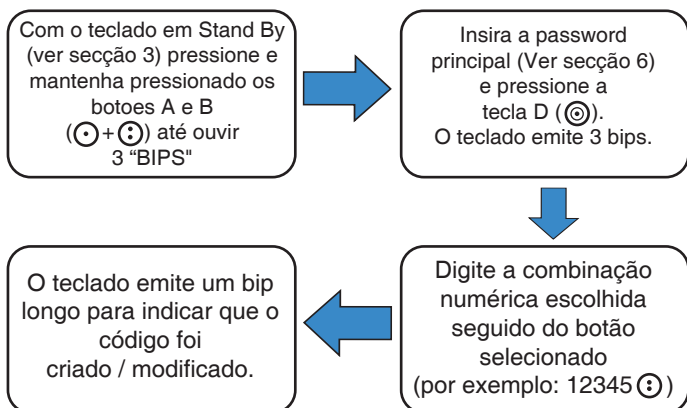 Com o teclado em Stand By
(ver secção 3) pressione e
mantenha pressionado os
botoes A e B
(⊙+⊙) até ouvir
3 “BIPS"
Insira a password
principal (Ver secção 6)
e pressione a
tecla D (◎).
O teclado emite 3 bips.
Digite a combinação
numérica escolhida
seguido do botão
selecionado
(por exemplo: 12345 )
O teclado emite um bip
longo para indicar que o
código foi
criado / modificado.